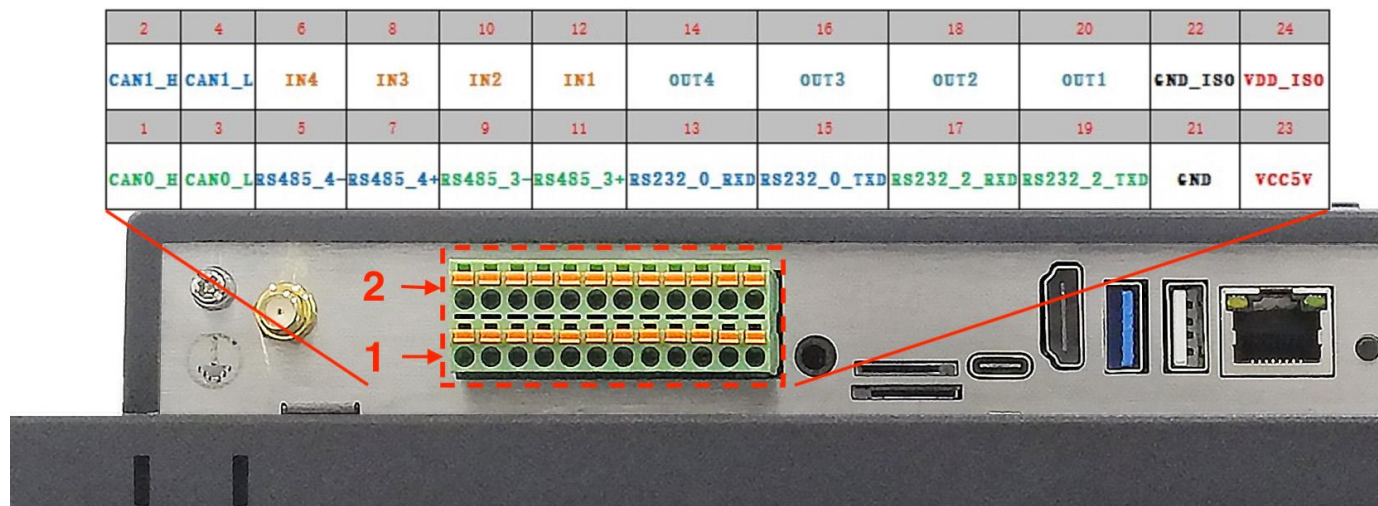 2 4 6 8 10 12 14 16 18 20 22 24
CAN1_H CAN1_L IN4 IN3 IN2 IN1 OUT4 OUT3 OUT2 OUT1 GND_ISO VDD_ISO
1 3 5 7 9 11 13 15 17 19 21 23
CAN0_H CAN0_L RS485_4- RS485_4+ RS485_3- RS485_3+ RS232_0_RXD RS232_0_TXD RS232_2_RXD RS232_2_TXD GND VCC5V
2
1